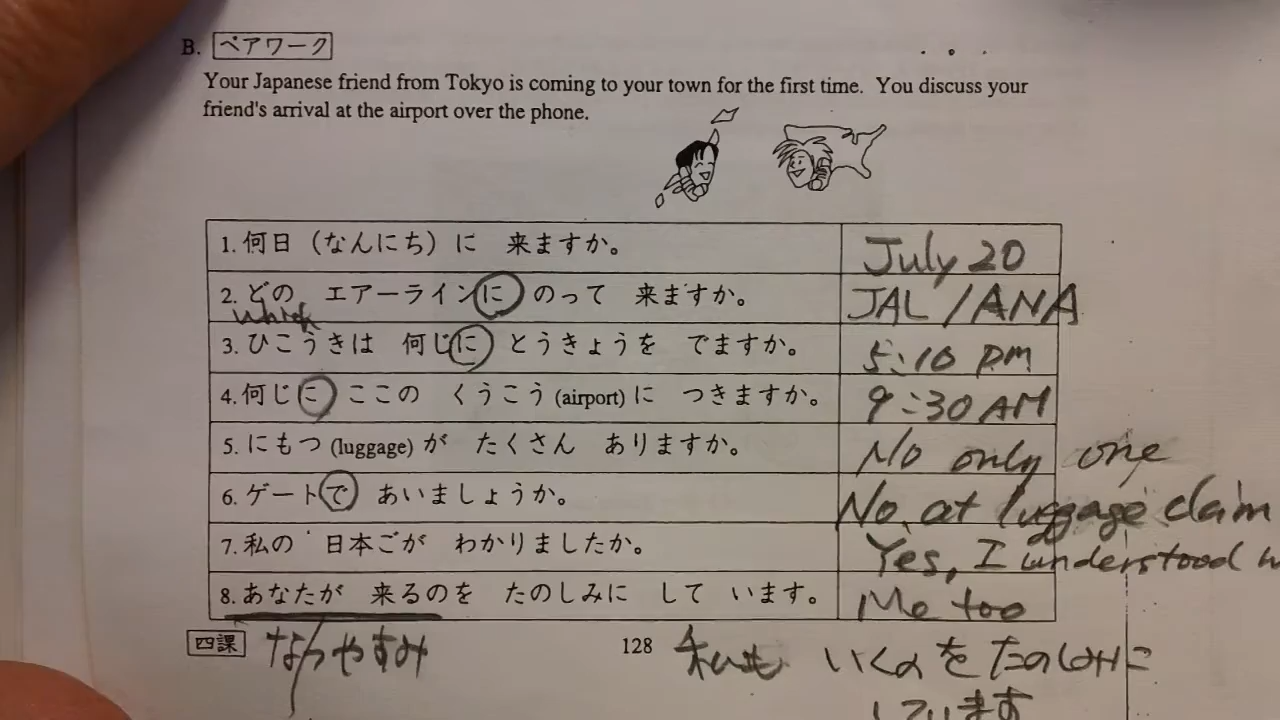 B. ペアワーク
Your Japanese friend from Tokyo is coming to your town for the first time. You discuss your
friend's arrival at the airport over the phone.
1. 何日（なんにち）に 来ますか。 July 20
2. どの エアーラインに のって 来ますか。 JAL / ANA
which
3. ひこうきは 何じに とうきょうを でますか。 5:10 pm
4. 何じに ここの くうこう (airport) に つきますか。 9:30 AM
5. にもつ (luggage) が たくさん ありますか。 No only one
6. ゲートで あいましょうか。 No, at luggage claim
7. 私の 日本ごが わかりましたか。 Yes, I understood
8. あなたが 来るのを たのしみに して います。 Me too
四課 なつやすみ 128 私も いくのを たのしみに
しています